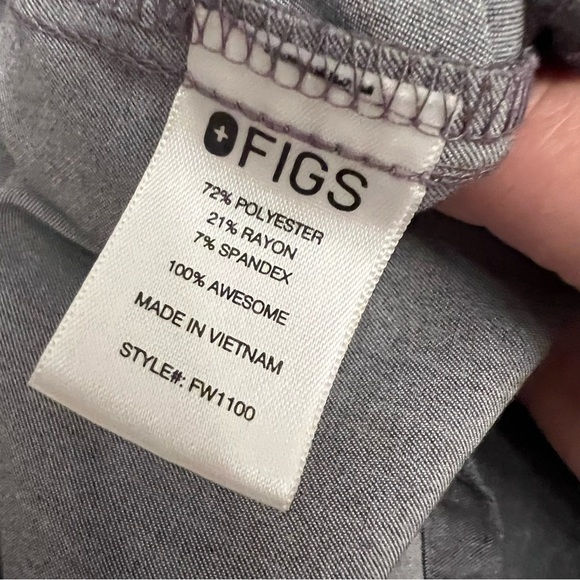 FIGS
72% POLYESTER
21% RAYON
7% SPANDEX
100% AWESOME
MADE IN VIETNAM
STYLE#: FW1100